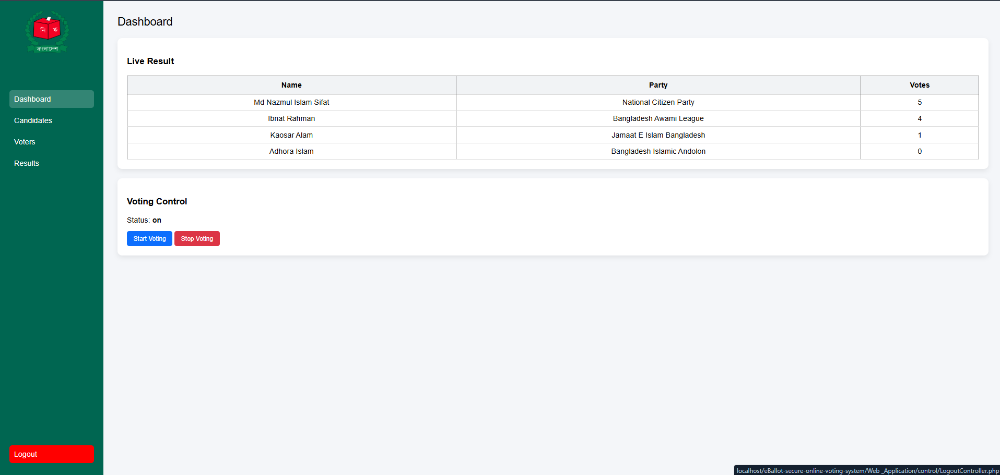 নি ক
বাংলাদেশ
Dashboard
Candidates
Voters
Results
Logout
Dashboard
Live Result
Name Party Votes
Md Nazmul Islam Sifat National Citizen Party 5
Ibnat Rahman Bangladesh Awami League 4
Kaosar Alam Jamaat E Islam Bangladesh 1
Adhora Islam Bangladesh Islamic Andolon 0
Voting Control
Status: on
Start Voting Stop Voting
localhost/eBallot-secure-online-voting-system/Web _Application/control/LogoutController.php